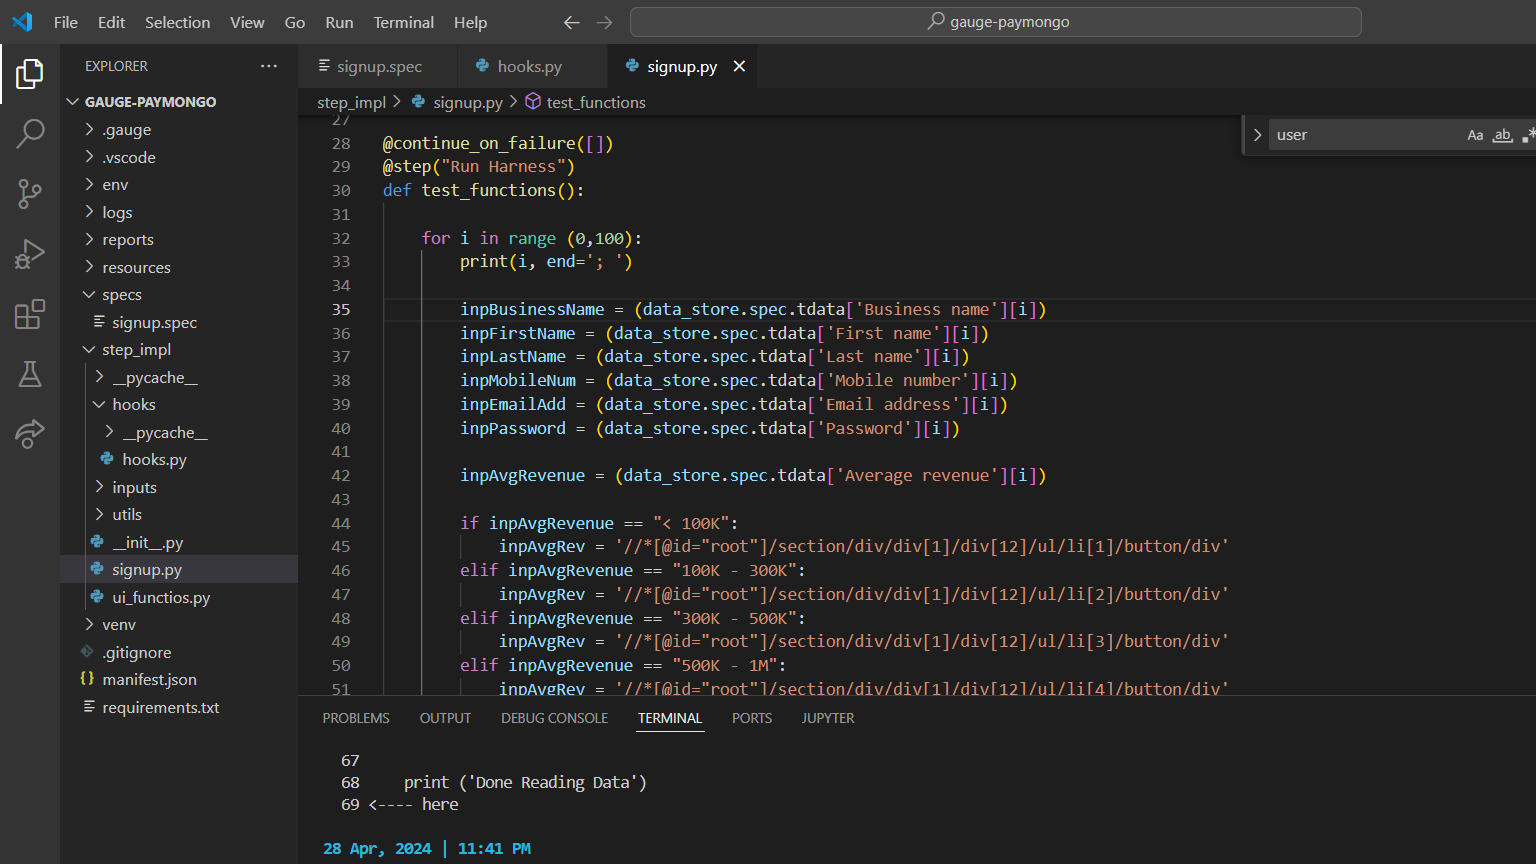 File Edit Selection View Go Run Terminal Help
gauge-paymongo
EXPLORER
GAUGE-PAYMONGO
.gauge
.vscode
env
logs
reports
resources
specs
signup.spec
step_impl
__pycache__
hooks
__pycache__
hooks.py
inputs
utils
__init__.py
signup.py
ui_functios.py
venv
.gitignore
manifest.json
requirements.txt
signup.spec hooks.py signup.py
step_impl > signup.py > test_functions
user Aa ab
27
28 @continue_on_failure([])
29 @step("Run Harness")
30 def test_functions():
31
32 for i in range (0,100):
33 print(i, end='; ')
34
35 inpBusinessName = (data_store.spec.tdata['Business name'][i])
36 inpFirstName = (data_store.spec.tdata['First name'][i])
37 inpLastName = (data_store.spec.tdata['Last name'][i])
38 inpMobileNum = (data_store.spec.tdata['Mobile number'][i])
39 inpEmailAdd = (data_store.spec.tdata['Email address'][i])
40 inpPassword = (data_store.spec.tdata['Password'][i])
41
42 inpAvgRevenue = (data_store.spec.tdata['Average revenue'][i])
43
44 if inpAvgRevenue == "< 100K":
45 inpAvgRev = '//*[@id="root"]/section/div/div[1]/div[12]/ul/li[1]/button/div'
46 elif inpAvgRevenue == "100K - 300K":
47 inpAvgRev = '//*[@id="root"]/section/div/div[1]/div[12]/ul/li[2]/button/div'
48 elif inpAvgRevenue == "300K - 500K":
49 inpAvgRev = '//*[@id="root"]/section/div/div[1]/div[12]/ul/li[3]/button/div'
50 elif inpAvgRevenue == "500K - 1M":
51 inpAvgRev = '//*[@id="root"]/section/div/div[1]/div[12]/ul/li[4]/button/div'
PROBLEMS OUTPUT DEBUG CONSOLE TERMINAL PORTS JUPYTER
67
68 print ('Done Reading Data')
69 <---- here
28 Apr, 2024 | 11:41 PM